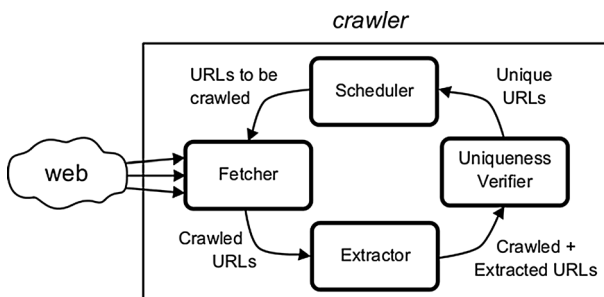 crawler
URLs to be
crawled
Scheduler
Unique
URLs
web
Fetcher
Uniqueness
Verifier
Crawled
URLs
Extractor
Crawled +
Extracted URLs